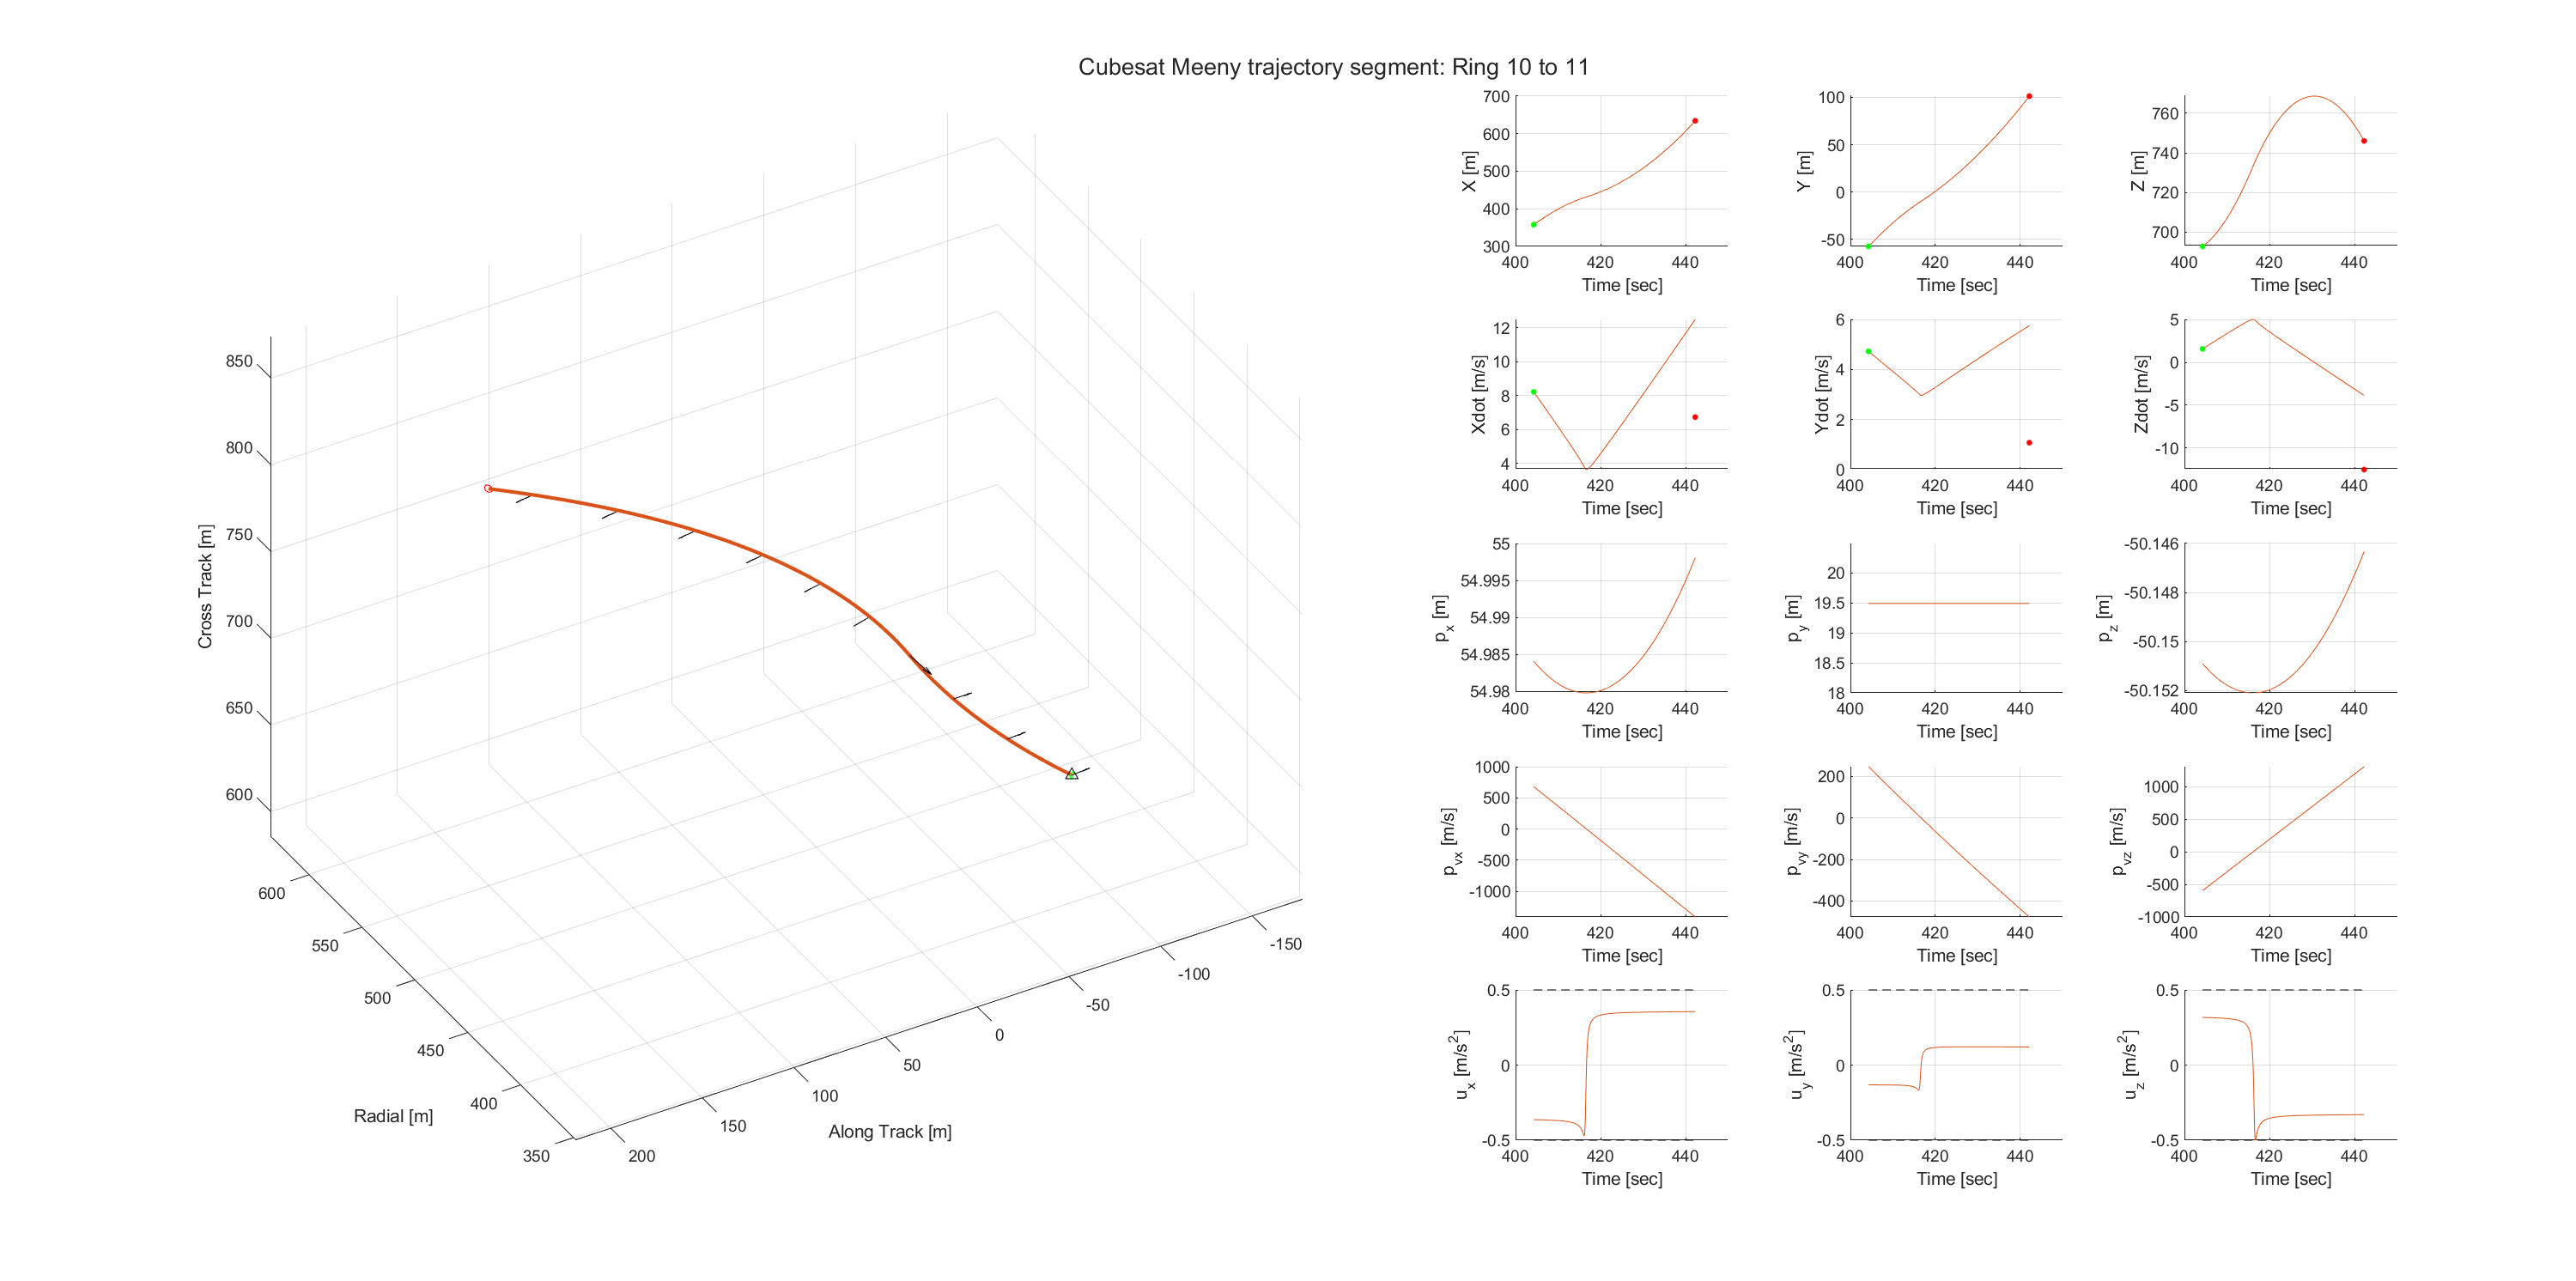 Cubesat Meeny trajectory segment: Ring 10 to 11
850
800
750
700
650
600
Cross Track [m]
600
550
500
450
400
350
Radial [m]
200
150
100
50
0
-50
-100
-150
Along Track [m]
700
600
500
400
300
X [m]
400 420 440
Time [sec]
100
50
0
-50
Y [m]
400 420 440
Time [sec]
760
740
720
700
Z [m]
400 420 440
Time [sec]
12
10
8
6
4
Xdot [m/s]
400 420 440
Time [sec]
6
4
2
0
Ydot [m/s]
400 420 440
Time [sec]
5
0
-5
-10
Zdot [m/s]
400 420 440
Time [sec]
55
54.995
54.99
54.985
54.98
p_x [m]
400 420 440
Time [sec]
20
19.5
19
18.5
18
p_y [m]
400 420 440
Time [sec]
-50.146
-50.148
-50.15
-50.152
p_z [m]
400 420 440
Time [sec]
1000
500
0
-500
-1000
p_vx [m/s]
400 420 440
Time [sec]
200
0
-200
-400
p_vy [m/s]
400 420 440
Time [sec]
1000
500
0
-500
-1000
p_vz [m/s]
400 420 440
Time [sec]
0.5
0
-0.5
u_x [m/s²]
400 420 440
Time [sec]
0.5
0
-0.5
u_y [m/s²]
400 420 440
Time [sec]
0.5
0
-0.5
u_z [m/s²]
400 420 440
Time [sec]